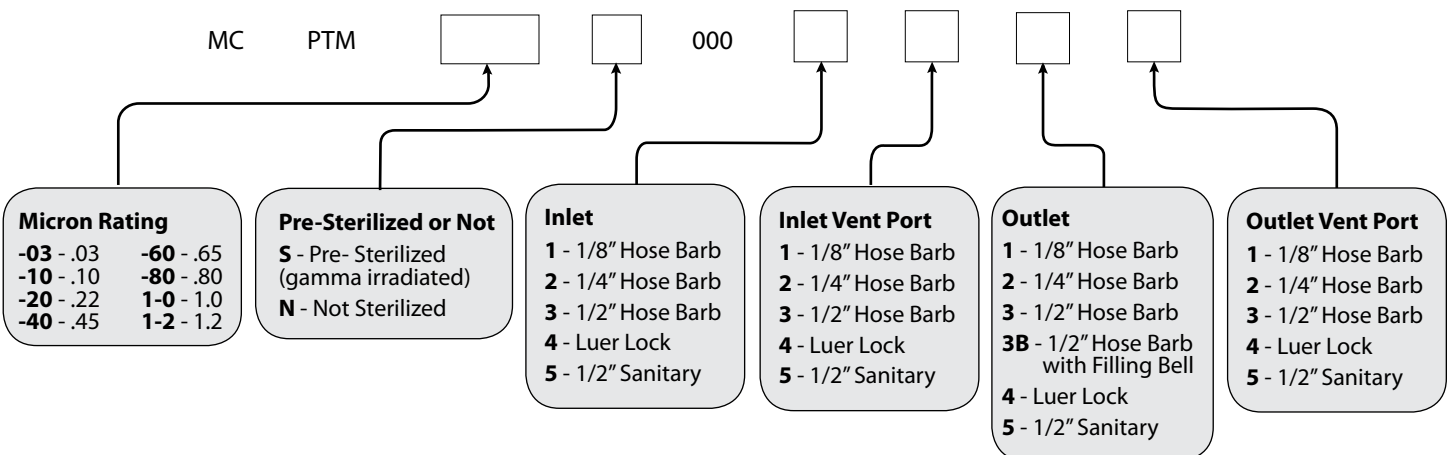 MC PTM 000
Micron Rating
-03 - .03 -60 - .65
-10 - .10 -80 - .80
-20 - .22 1-0 - 1.0
-40 - .45 1-2 - 1.2
Pre-Sterilized or Not
S - Pre- Sterilized
(gamma irradiated)
N - Not Sterilized
Inlet
1 - 1/8" Hose Barb
2 - 1/4" Hose Barb
3 - 1/2" Hose Barb
4 - Luer Lock
5 - 1/2" Sanitary
Inlet Vent Port
1 - 1/8" Hose Barb
2 - 1/4" Hose Barb
3 - 1/2" Hose Barb
4 - Luer Lock
5 - 1/2" Sanitary
Outlet
1 - 1/8" Hose Barb
2 - 1/4" Hose Barb
3 - 1/2" Hose Barb
3B - 1/2" Hose Barb
with Filling Bell
4 - Luer Lock
5 - 1/2" Sanitary
Outlet Vent Port
1 - 1/8" Hose Barb
2 - 1/4" Hose Barb
3 - 1/2" Hose Barb
4 - Luer Lock
5 - 1/2" Sanitary